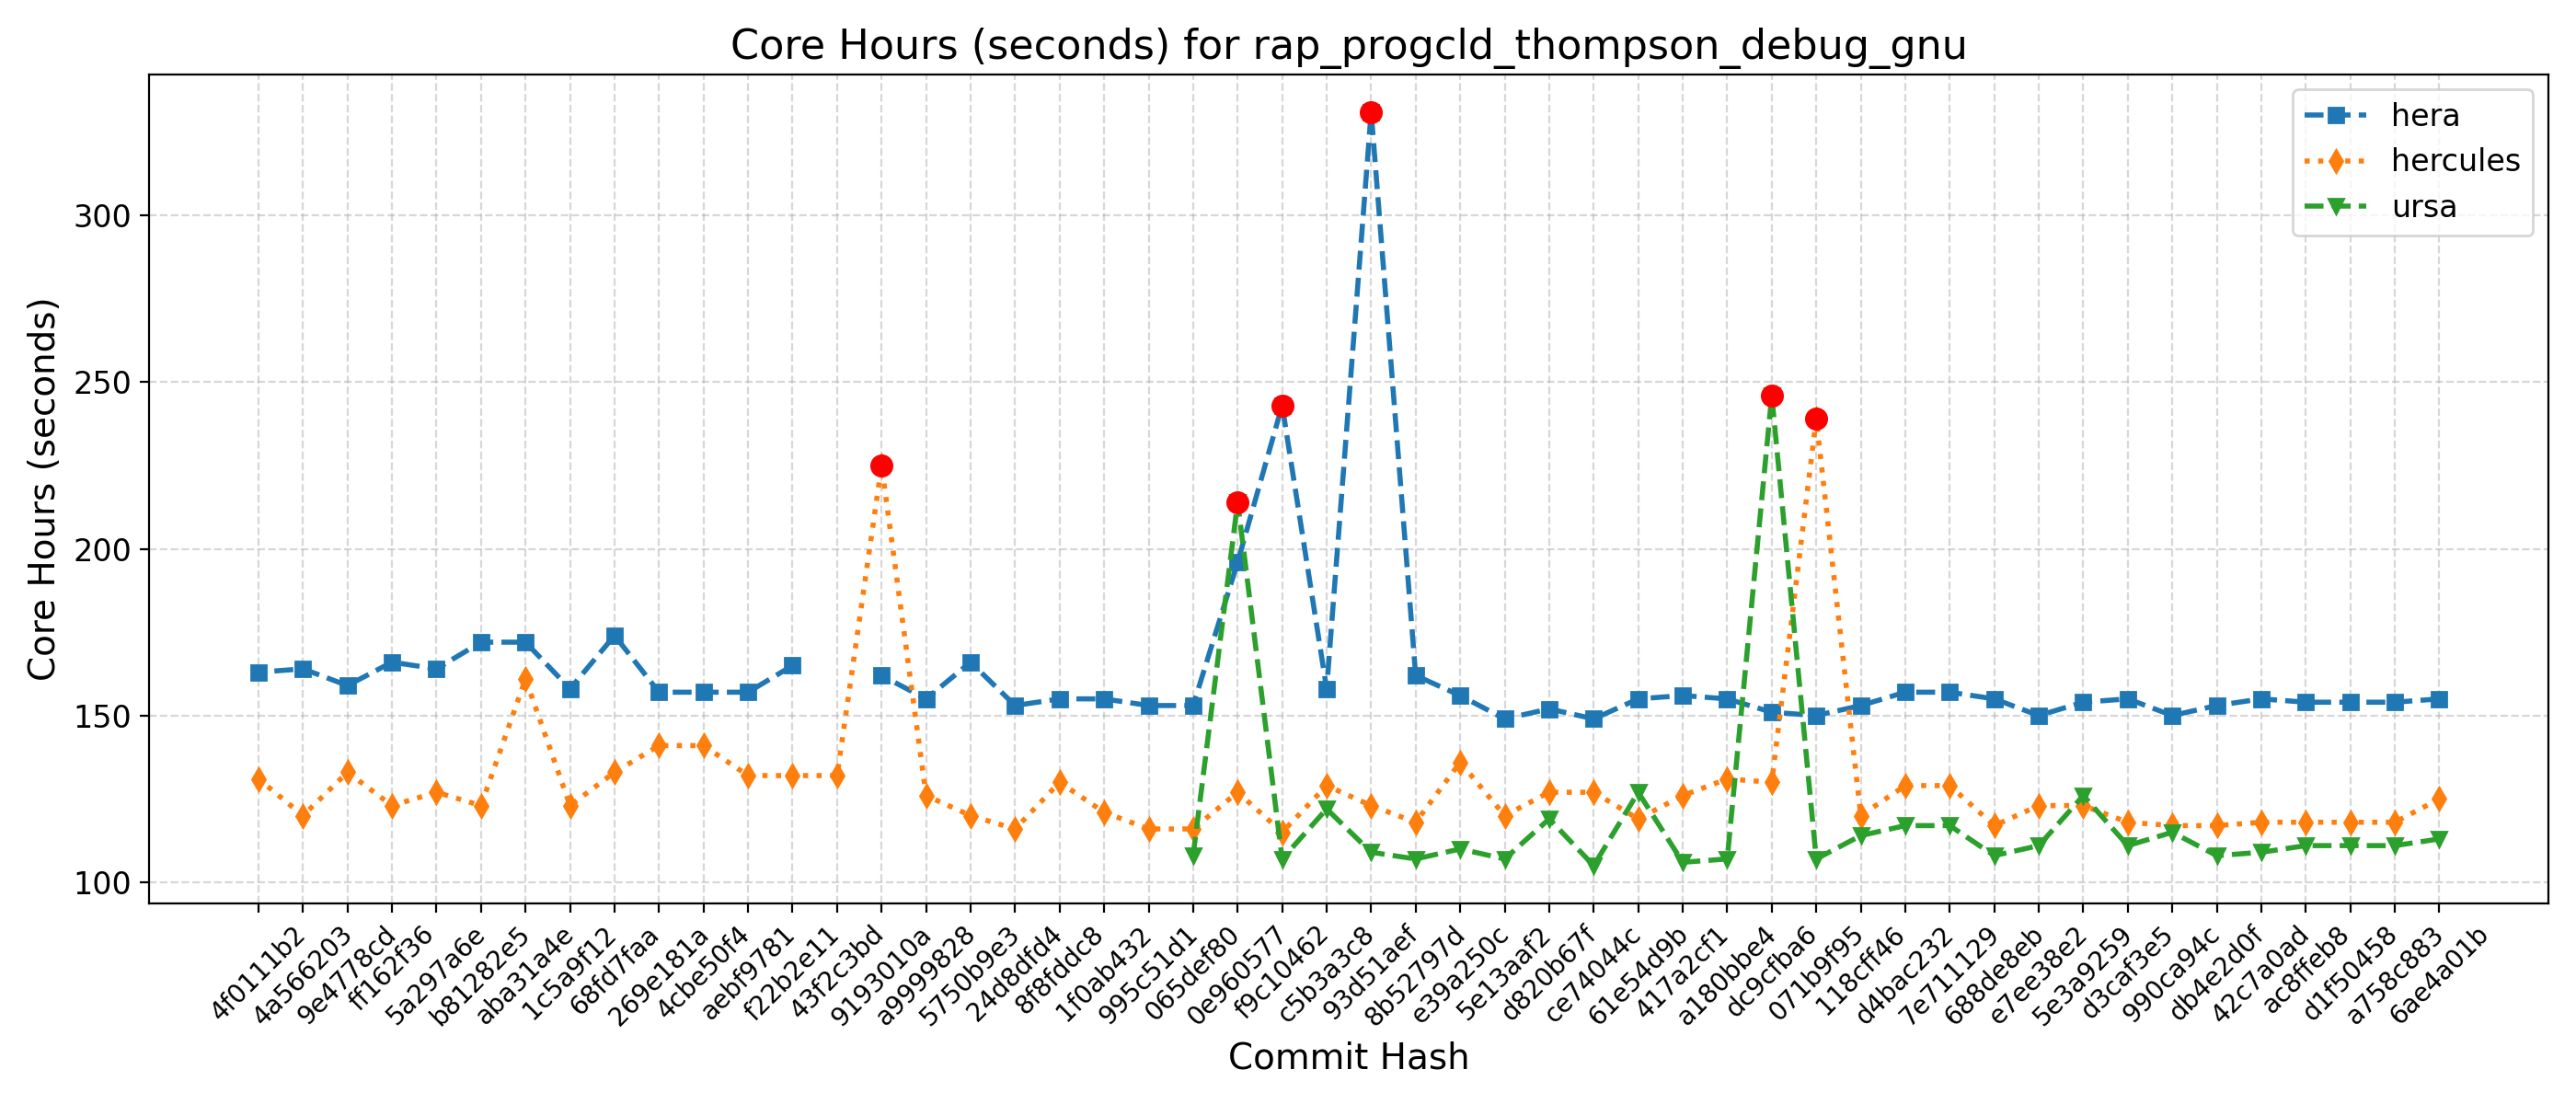 Core Hours (seconds) for rap_progcld_thompson_debug_gnu
hera
hercules
ursa
Core Hours (seconds)
300
250
200
150
100
4f0111b2
4a566203
9e4778cd
ff162f36
5a297a6e
b81282e5
aba31a4e
1c5a9f12
68fd7faa
269e181a
4cbe50f4
aebf9781
f22b2e11
43f2c3bd
9193010a
a9999828
5750b9e3
24d8dfd4
8f8fddc8
1f0ab432
995c51d1
065def80
0e960577
f9c10462
c5b3a3c8
93d51aef
8b52797d
e39a250c
5e13aaf2
d820b67f
ce74044c
61e54d9b
417a2cf1
a180bbe4
dc9cfba6
071b9f95
118cff46
d4bac232
7e711129
688de8eb
e7ee38e2
5e3a9259
d3caf3e5
990ca94c
db4e2d0f
42c7a0ad
ac8ffeb8
d1f50458
a758c883
6ae4a01b
Commit Hash